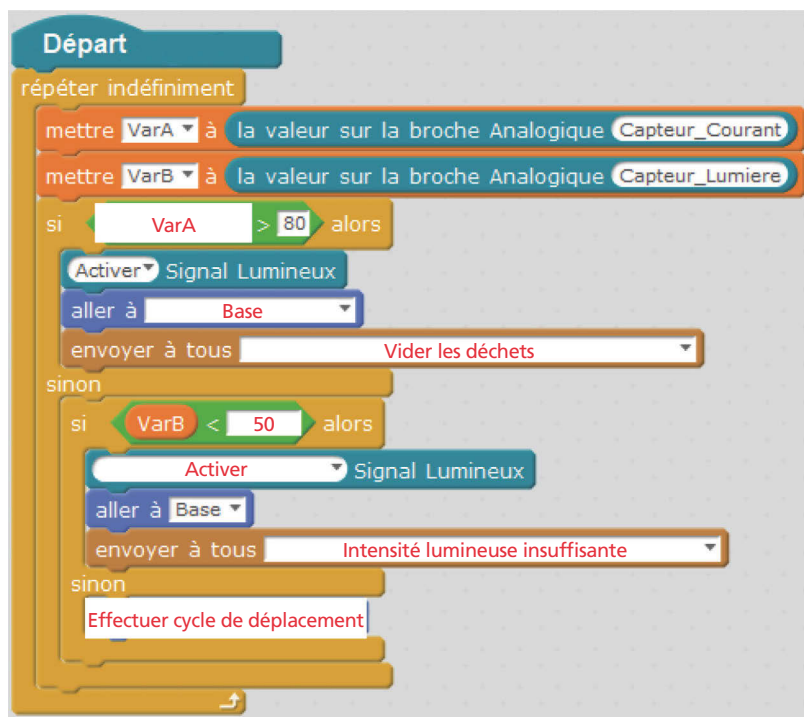 Départ
répéter indéfiniment
mettre VarA à la valeur sur la broche Analogique Capteur_Courant
mettre VarB à la valeur sur la broche Analogique Capteur_Lumiere
si VarA > 80 alors
Activer Signal Lumineux
aller à Base
envoyer à tous Vider les déchets
sinon
si VarB < 50 alors
Activer Signal Lumineux
aller à Base
envoyer à tous Intensité lumineuse insuffisante
sinon
Effectuer cycle de déplacement